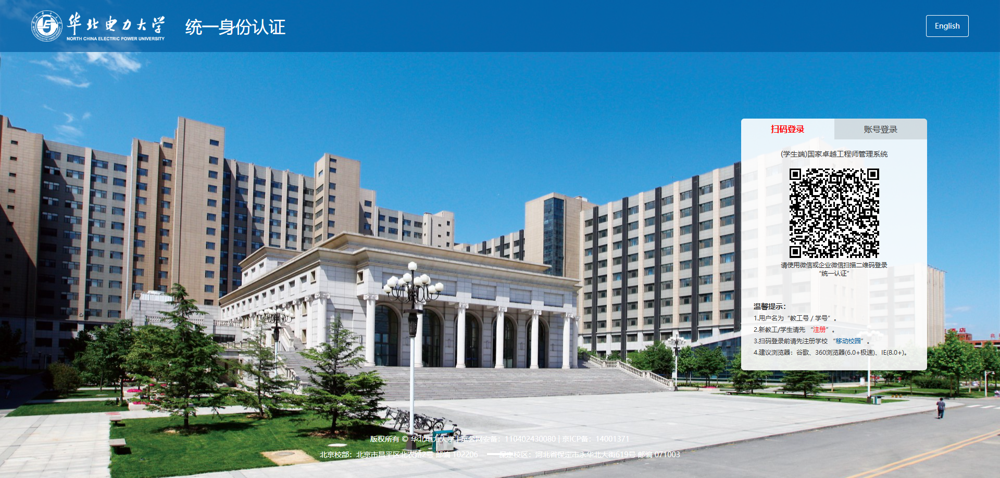 华北电力大学
NORTH CHINA ELECTRIC POWER UNIVERSITY
统一身份认证
English
扫码登录
账号登录
(学生端)国家卓越工程师管理系统
请使用微信或企业微信扫描二维码登录
“统一认证”
温馨提示：
1.用户名为“教工号 / 学号”。
2.新教工/学生请先 “注册”。
3.扫码登录前请先注册学校 “移动校园”。
4.建议浏览器：谷歌、360浏览器(6.0+极速)、IE(8.0+)。
版权所有 © 华北电力大学 | 京公网安备：110402430080 | 京ICP备：14001371
北京校部：北京市昌平区北农路2号 邮编 102206 保定校区：河北省保定市永华北大街619号 邮编 071003